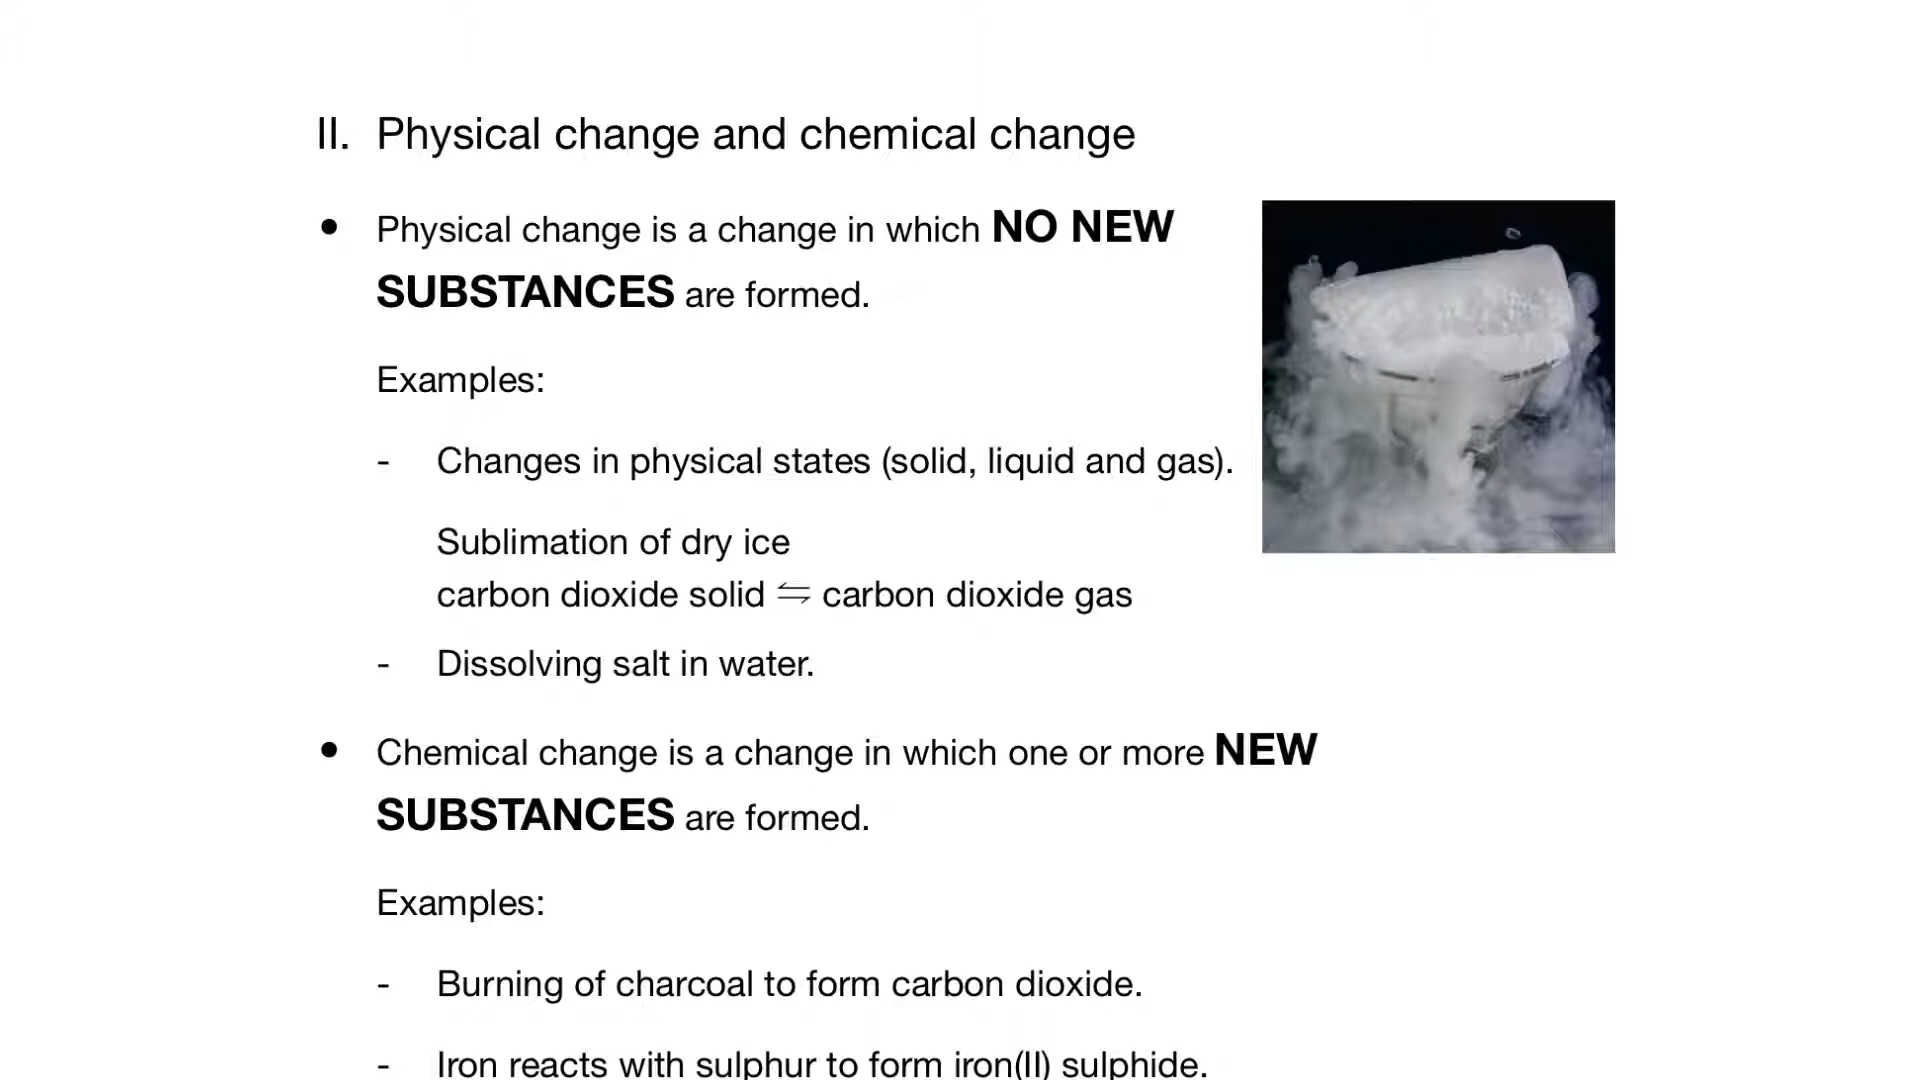 II. Physical change and chemical change
• Physical change is a change in which NO NEW
SUBSTANCES are formed.
Examples:
- Changes in physical states (solid, liquid and gas).
Sublimation of dry ice
carbon dioxide solid ⇋ carbon dioxide gas
- Dissolving salt in water.
• Chemical change is a change in which one or more NEW
SUBSTANCES are formed.
Examples:
- Burning of charcoal to form carbon dioxide.
- Iron reacts with sulphur to form iron(II) sulphide.